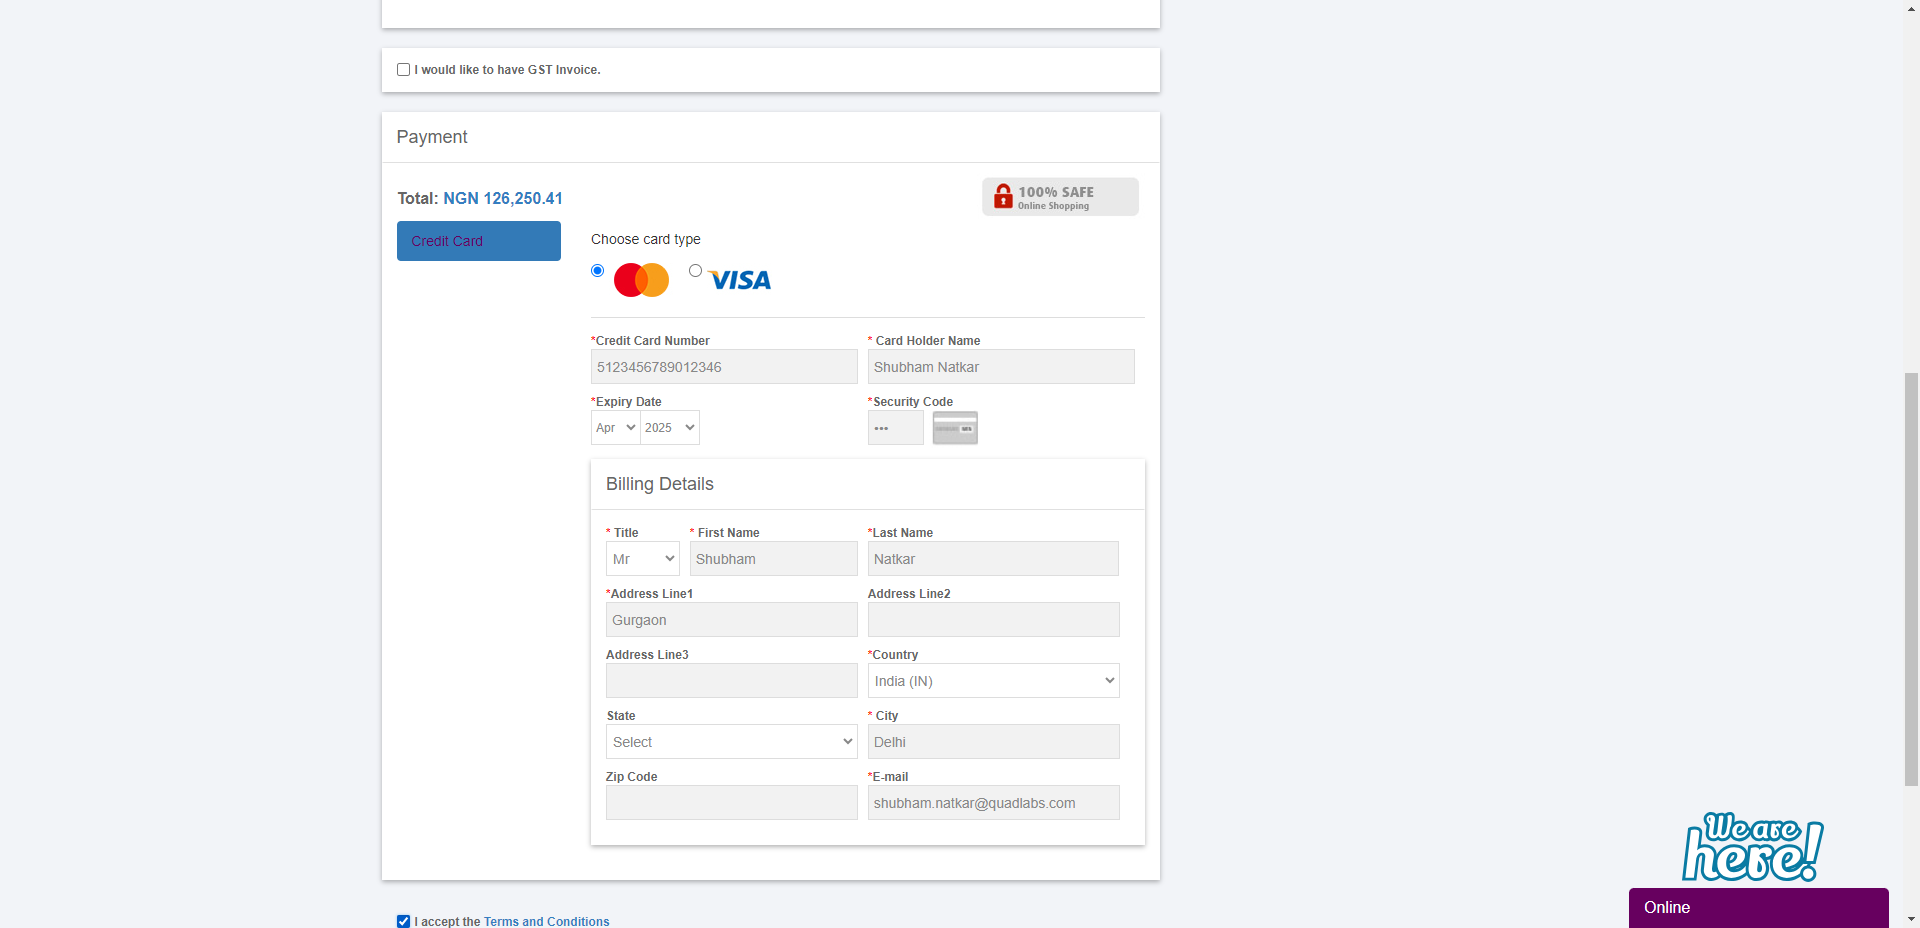 I would like to have GST Invoice.
Payment
Total: NGN 126,250.41
100% SAFE
Online Shopping
Credit Card
Choose card type
VISA
*Credit Card Number * Card Holder Name
5123456789012346 Shubham Natkar
*Expiry Date *Security Code
Apr 2025 •••
Billing Details
* Title * First Name *Last Name
Mr Shubham Natkar
*Address Line1 Address Line2
Gurgaon
Address Line3 *Country
India (IN)
State * City
Select Delhi
Zip Code *E-mail
shubham.natkar@quadlabs.com
We are
here!
Online
I accept the Terms and Conditions